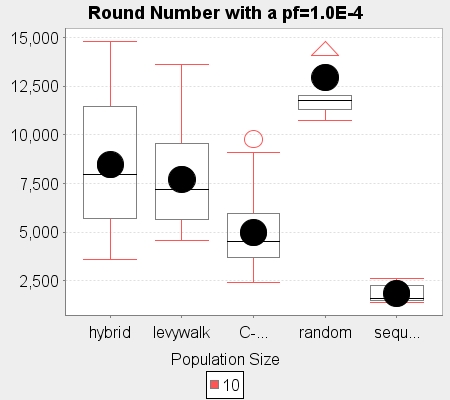 Round Number with a pf=1.0E-4
15,000
12,500
10,000
7,500
5,000
2,500
hybrid levywalk C-... random sequ...
Population Size
10